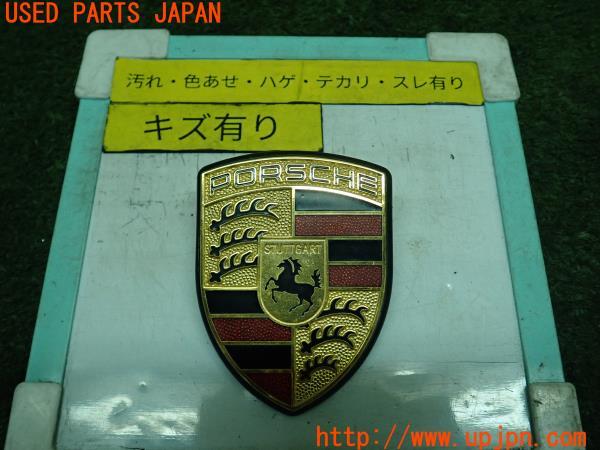 USED PARTS JAPAN
汚れ・色あせ・ハゲ・テカリ・スレ有り
キズ有り
PORSCHE
STUTTGART
http://www.upjpn.com